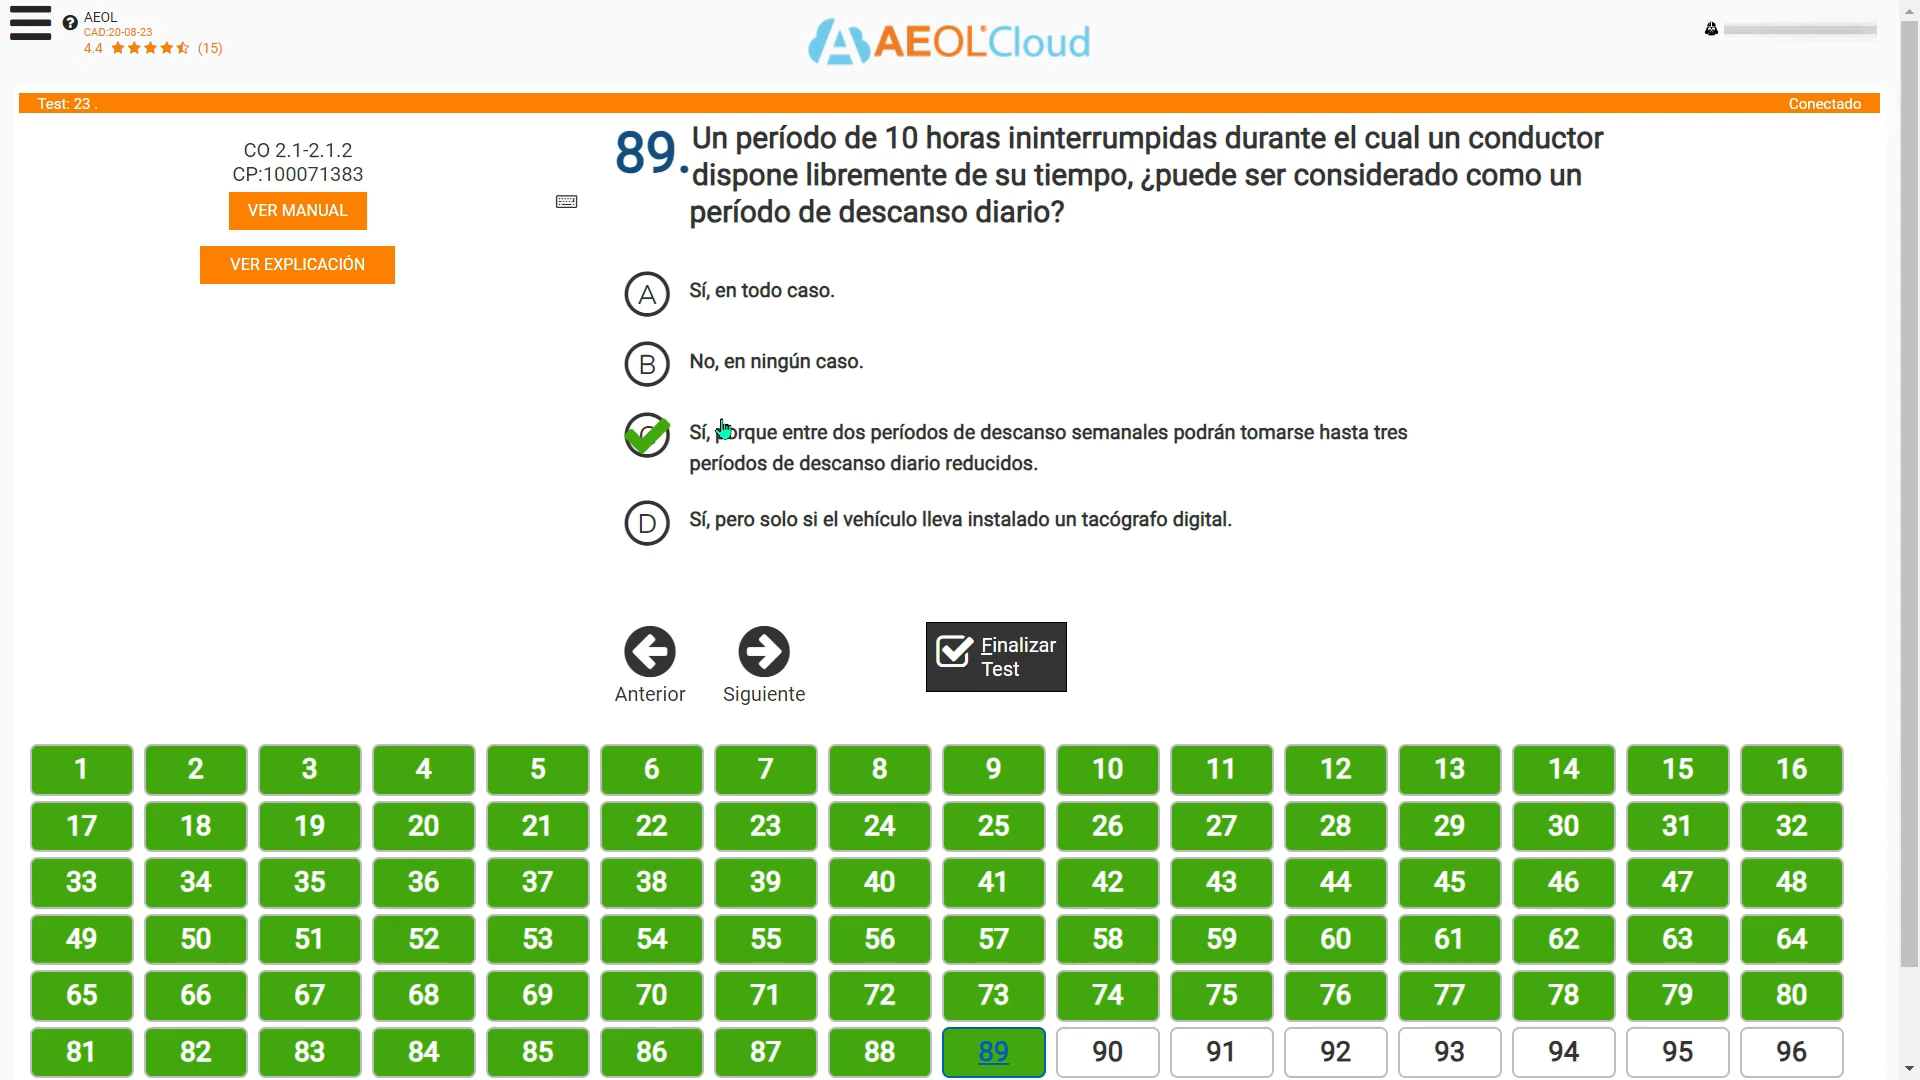 AEOL
CAD:20-08-23
4.4 (15)
AEOL Cloud
Test: 23 .
Conectado
CO 2.1-2.1.2
CP:100071383
VER MANUAL
VER EXPLICACIÓN
89. Un período de 10 horas ininterrumpidas durante el cual un conductor
dispone libremente de su tiempo, ¿puede ser considerado como un
período de descanso diario?
A Sí, en todo caso.
B No, en ningún caso.
Sí, porque entre dos períodos de descanso semanales podrán tomarse hasta tres
períodos de descanso diario reducidos.
D Sí, pero solo si el vehículo lleva instalado un tacógrafo digital.
Anterior
Siguiente
Finalizar
Test
1 2 3 4 5 6 7 8 9 10 11 12 13 14 15 16
17 18 19 20 21 22 23 24 25 26 27 28 29 30 31 32
33 34 35 36 37 38 39 40 41 42 43 44 45 46 47 48
49 50 51 52 53 54 55 56 57 58 59 60 61 62 63 64
65 66 67 68 69 70 71 72 73 74 75 76 77 78 79 80
81 82 83 84 85 86 87 88 89 90 91 92 93 94 95 96